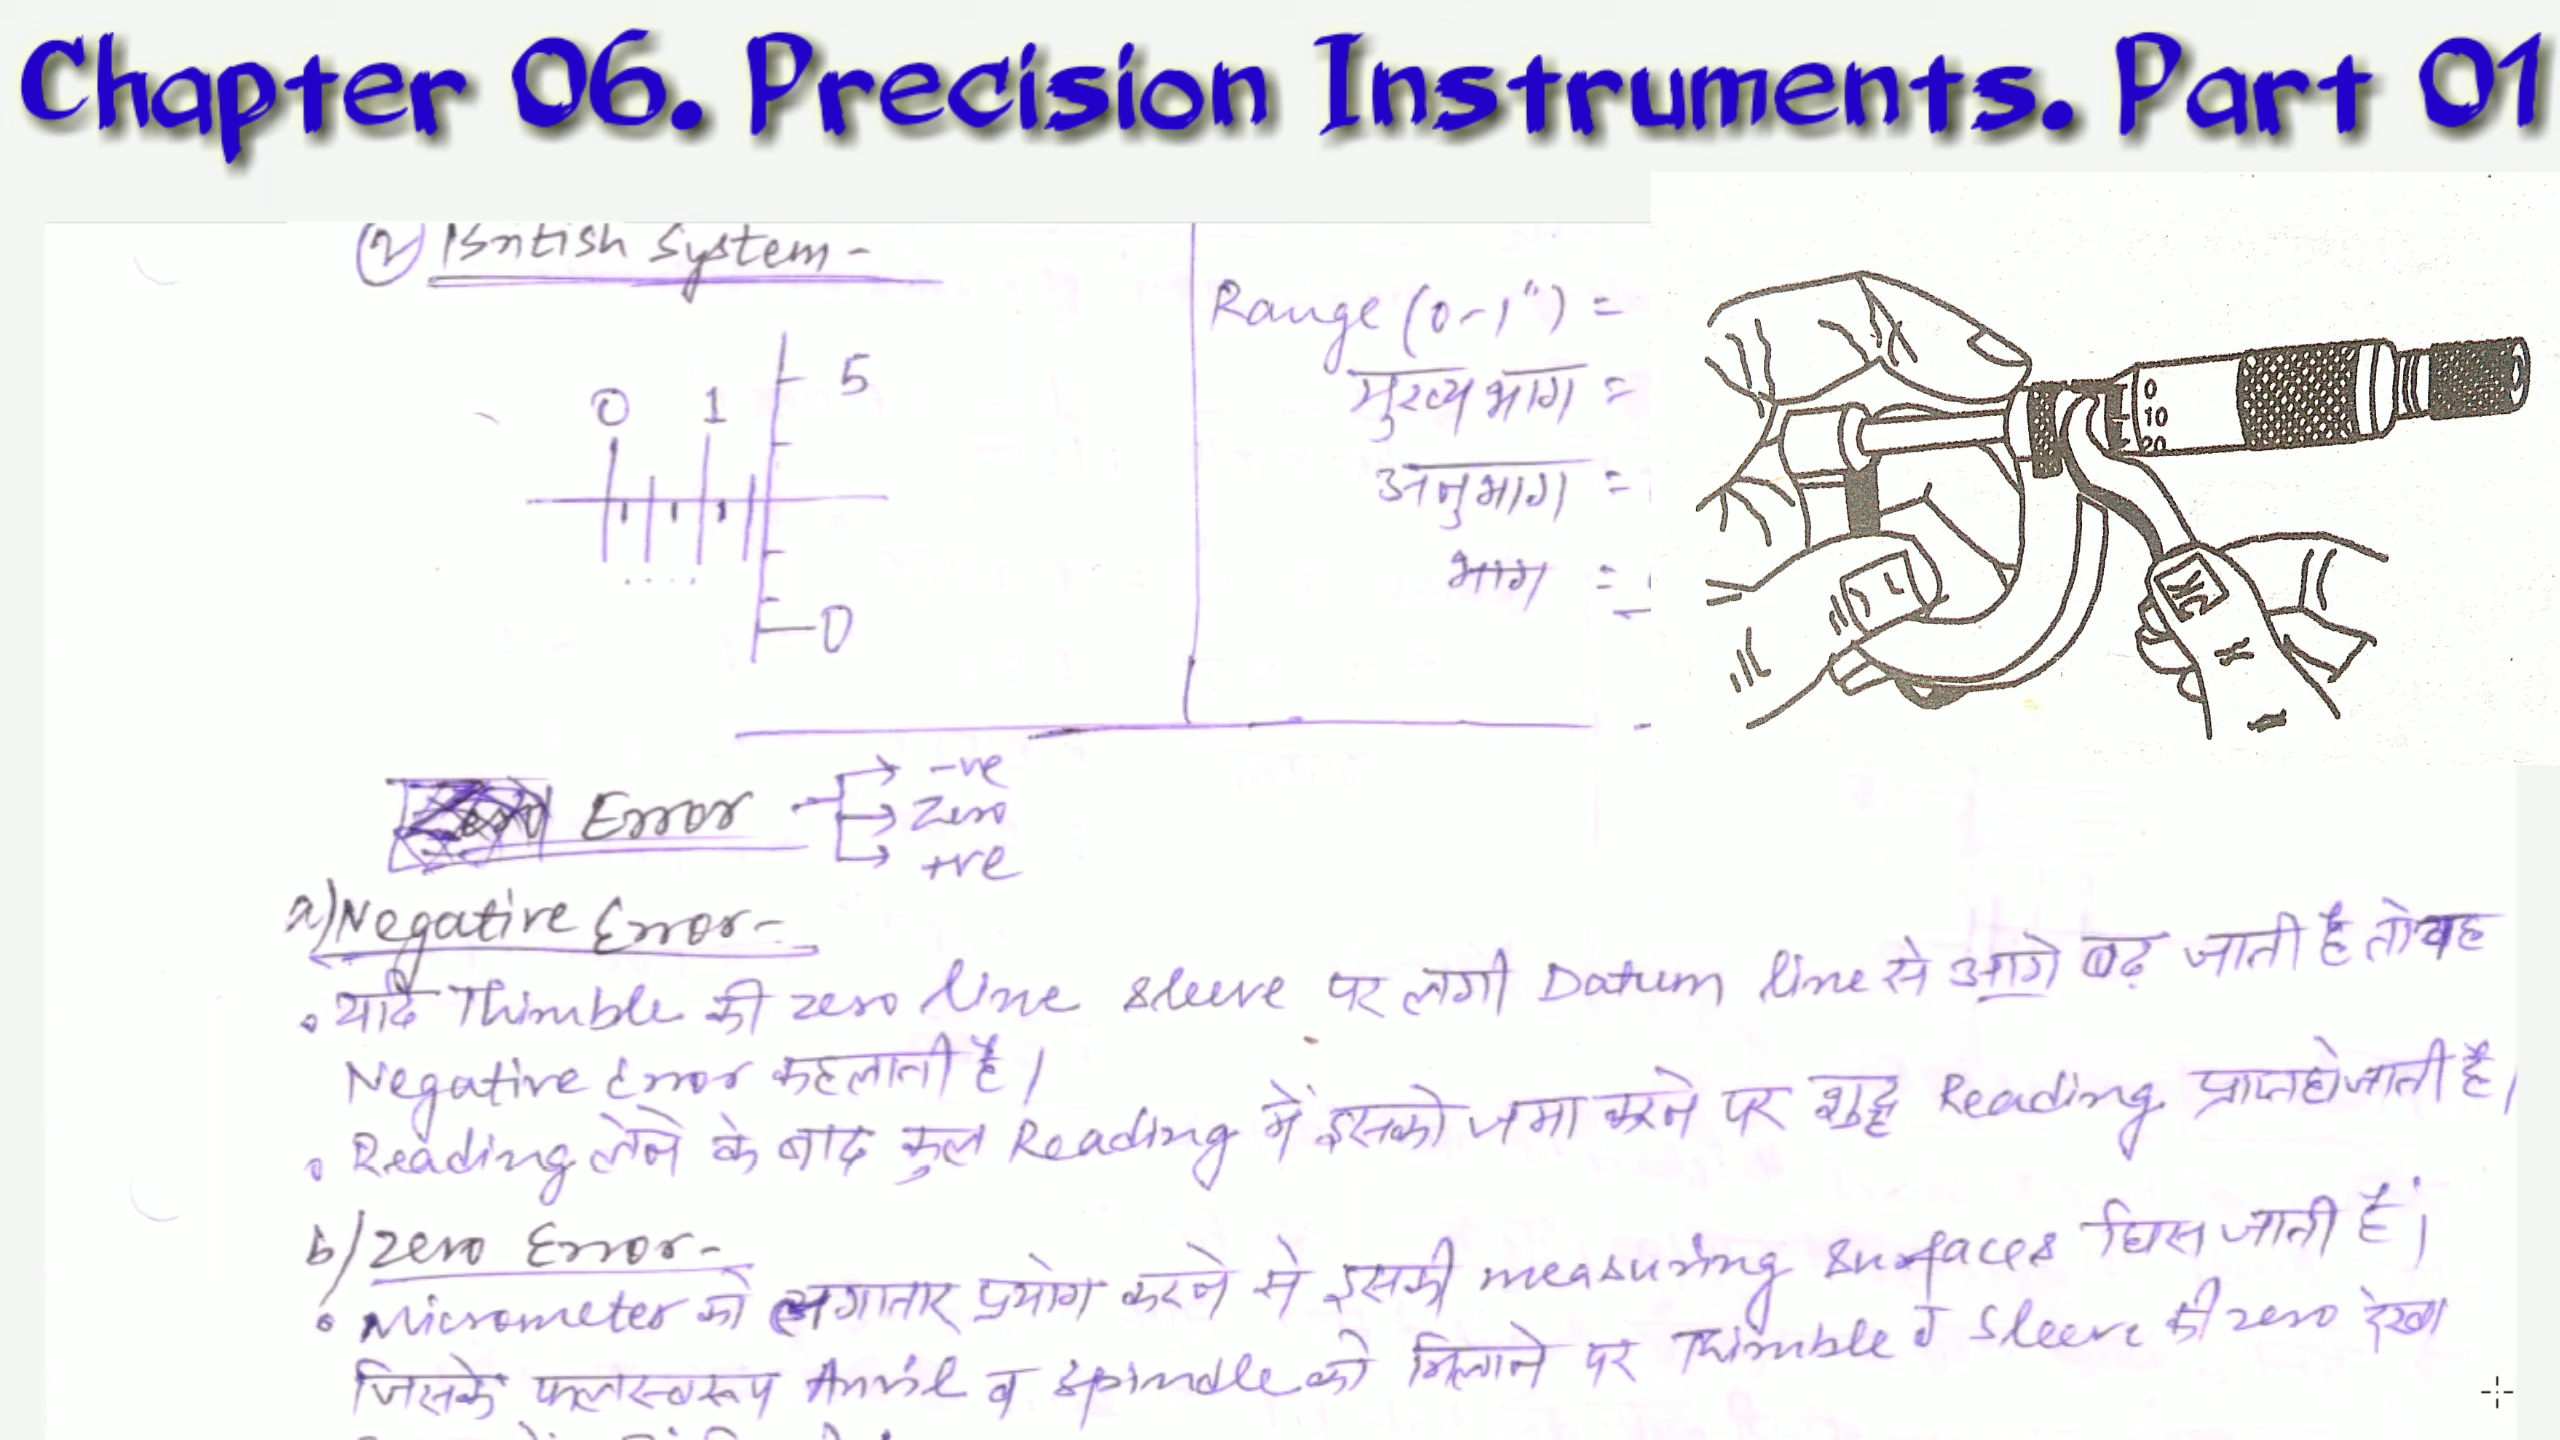 Chapter 06. Precision Instruments. Part 01
② British System -
0 1 5
0
Range (0-1") =
मुख्य भाग =
अनुभाग =
भाग =
0
10
20
Error
-ve
Zero
+ve
a) Negative Error -
यदि Thimble की zero line sleeve पर लगी Datum line से आगे बढ़ जाती है तो यह
Negative Error कहलाती है।
Reading लेने के बाद कुल Reading में इसको जमा करने पर शुद्ध Reading प्राप्त हो जाती है।
b) Zero Error -
Micrometer को लगातार प्रयोग करने से इसकी measuring surfaces घिस जाती हैं।
जिसके फलस्वरूप Anvil व spindle को मिलाने पर Thimble व Sleeve की zero रेखा